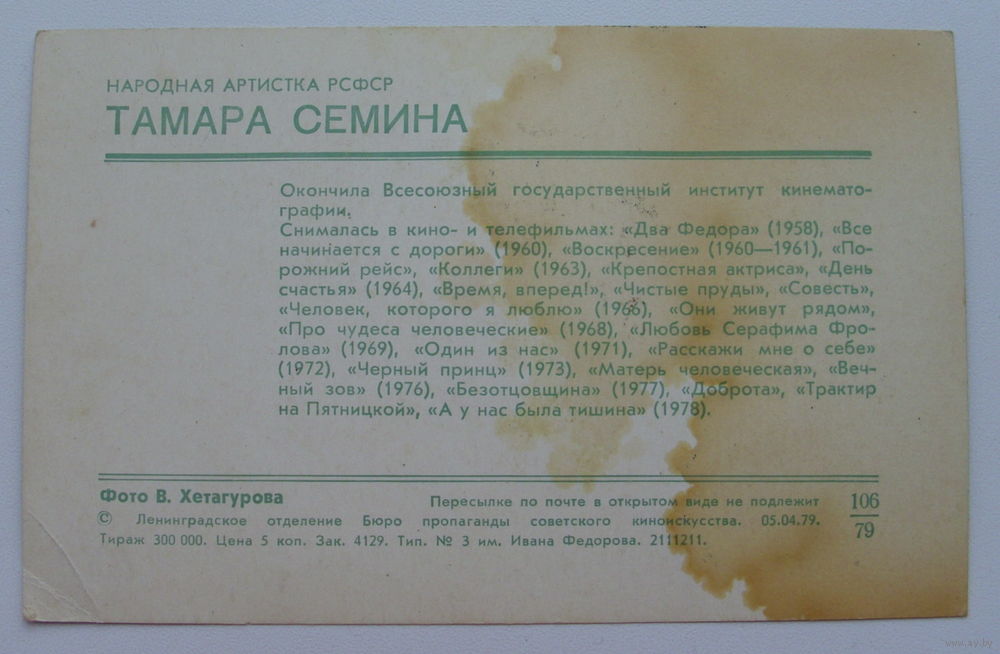 НАРОДНАЯ АРТИСТКА РСФСР
ТАМАРА СЕМИНА
Окончила Всесоюзный государственный институт кинемато-
графии.
Снималась в кино- и телефильмах: «Два Федора» (1958), «Все
начинается с дороги» (1960), «Воскресение» (1960—1961), «По-
рожний рейс», «Коллеги» (1963), «Крепостная актриса», «День
счастья» (1964), «Время, вперед!», «Чистые пруды», «Совесть»,
«Человек, которого я люблю» (1966), «Они живут рядом»,
«Про чудеса человеческие» (1968), «Любовь Серафима Фро-
лова» (1969), «Один из нас» (1971), «Расскажи мне о себе»
(1972), «Черный принц» (1973), «Матерь человеческая», «Веч-
ный зов» (1976), «Безотцовщина» (1977), «Доброта», «Трактир
на Пятницкой», «А у нас была тишина» (1978).
Фото В. Хетагурова
Пересылке по почте в открытом виде не подлежит
106
79
© Ленинградское отделение Бюро пропаганды советского киноискусства. 05.04.79.
Тираж 300 000. Цена 5 коп. Зак. 4129. Тип. № 3 им. Ивана Федорова. 2111211.
www.ay.by